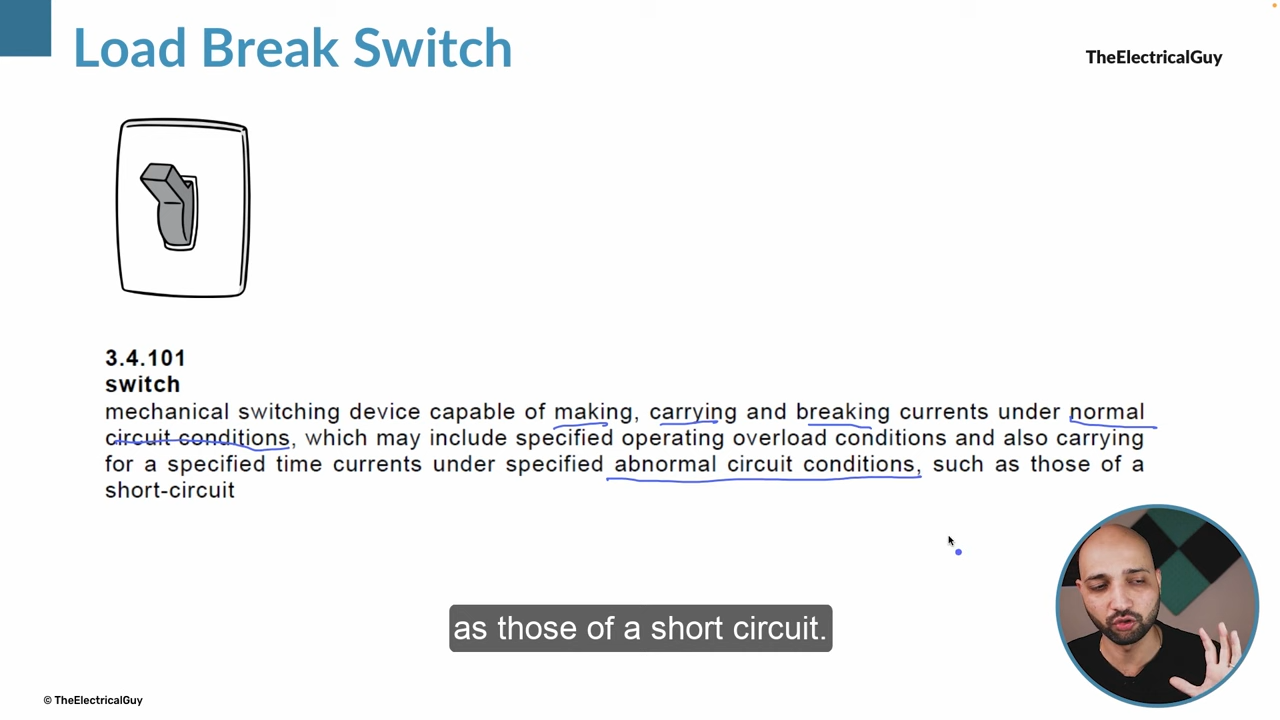 Load Break Switch
TheElectricalGuy
3.4.101
switch
mechanical switching device capable of making, carrying and breaking currents under normal
circuit conditions, which may include specified operating overload conditions and also carrying
for a specified time currents under specified abnormal circuit conditions, such as those of a
short-circuit
as those of a short circuit.
© TheElectricalGuy